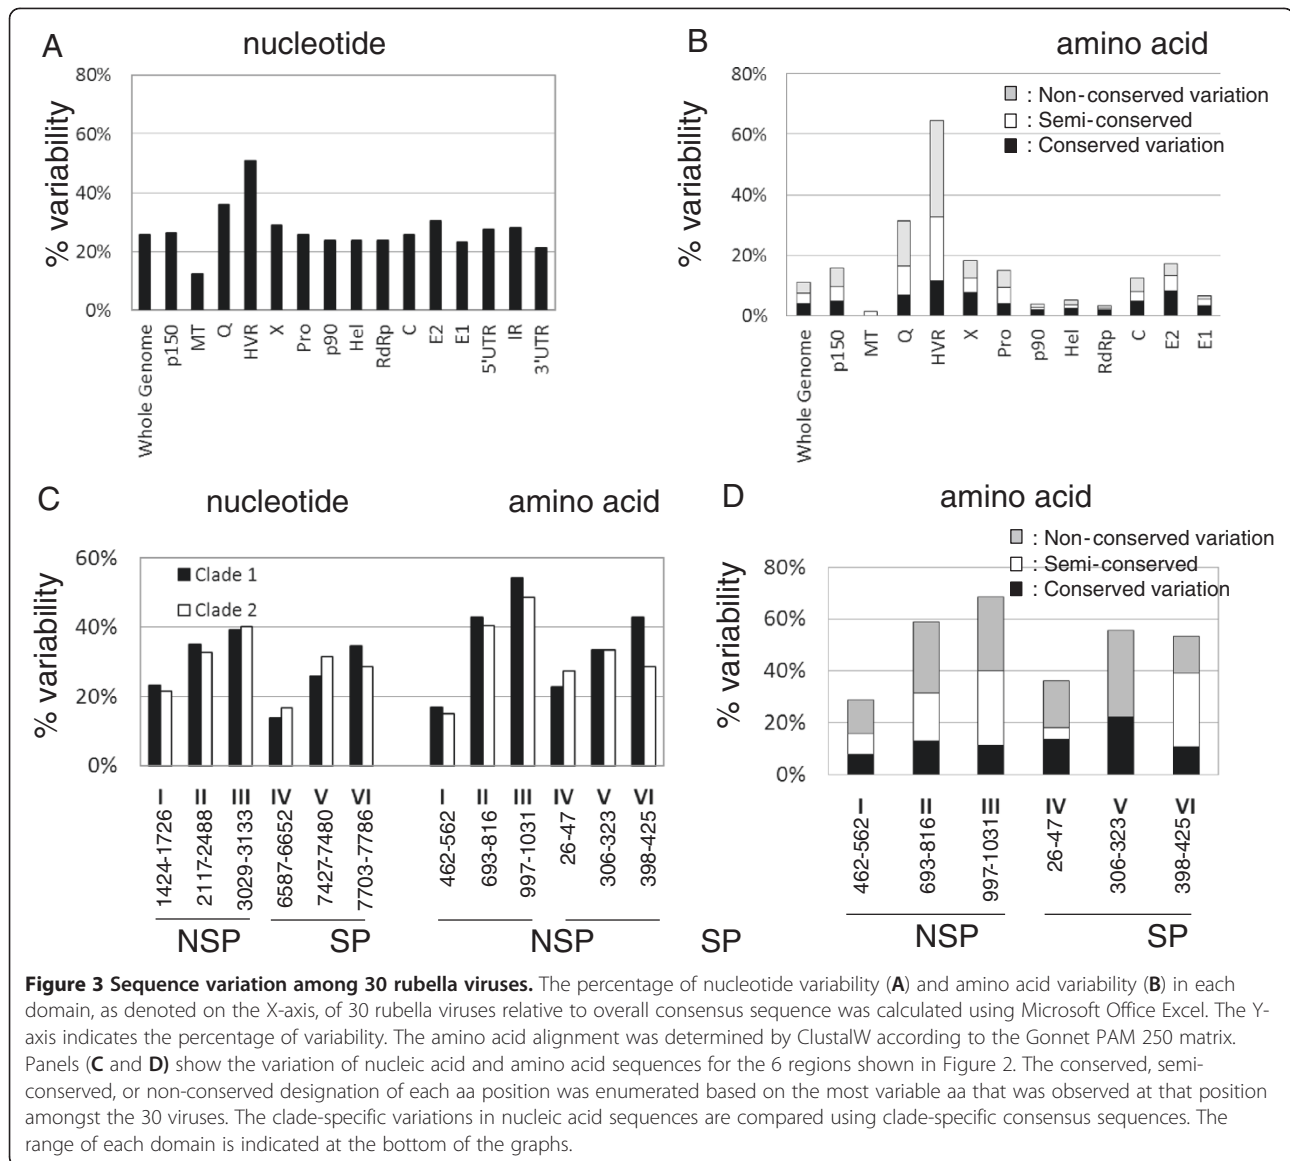 A
nucleotide
% variability
80%
60%
40%
20%
0%
Whole Genome
p150
MT
Q
HVR
X
Pro
p90
Hel
RdRp
C
E2
E1
5'UTR
IR
3'UTR
B
amino acid
% variability
80%
60%
40%
20%
0%
: Non-conserved variation
: Semi-conserved
: Conserved variation
Whole Genome
p150
MT
Q
HVR
X
Pro
p90
Hel
RdRp
C
E2
E1
C
nucleotide
amino acid
% variability
60%
40%
20%
0%
Clade 1
Clade 2
I II III IV V VI
1424-1726
2117-2488
3029-3133
6587-6652
7427-7480
7703-7786
NSP SP
I II III IV V VI
462-562
693-816
997-1031
26-47
306-323
398-425
NSP SP
D
amino acid
% variability
: Non-conserved variation
: Semi-conserved
: Conserved variation
80%
60%
40%
20%
0%
I II III IV V VI
462-562
693-816
997-1031
26-47
306-323
398-425
NSP SP
Figure 3 Sequence variation among 30 rubella viruses. The percentage of nucleotide variability (A) and amino acid variability (B) in each
domain, as denoted on the X-axis, of 30 rubella viruses relative to overall consensus sequence was calculated using Microsoft Office Excel. The Y-
axis indicates the percentage of variability. The amino acid alignment was determined by ClustalW according to the Gonnet PAM 250 matrix.
Panels (C and D) show the variation of nucleic acid and amino acid sequences for the 6 regions shown in Figure 2. The conserved, semi-
conserved, or non-conserved designation of each aa position was enumerated based on the most variable aa that was observed at that position
amongst the 30 viruses. The clade-specific variations in nucleic acid sequences are compared using clade-specific consensus sequences. The
range of each domain is indicated at the bottom of the graphs.